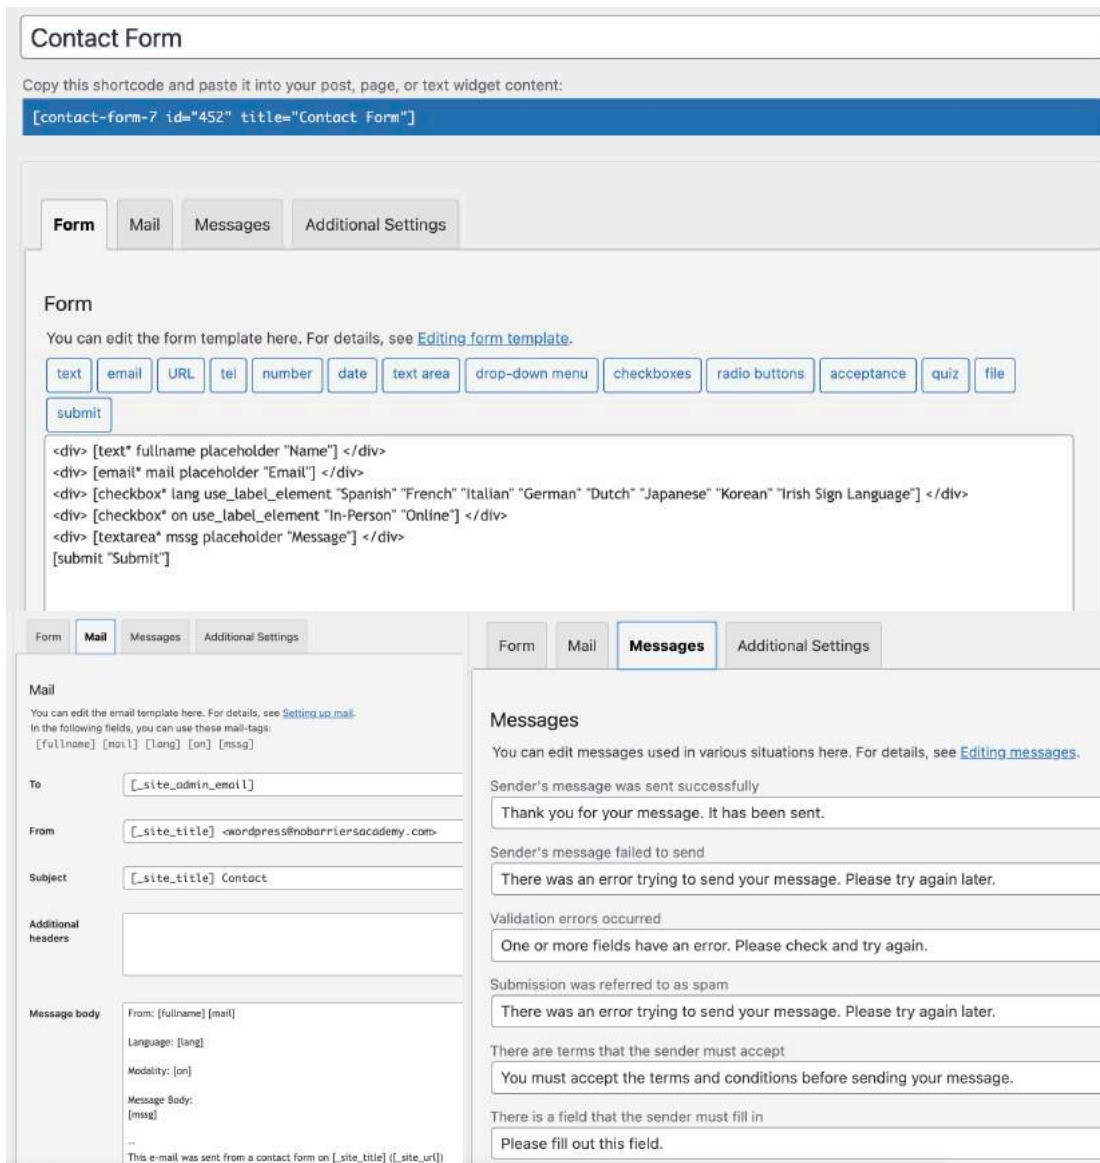 Contact Form
Copy this shortcode and paste it into your post, page, or text widget content:
[contact-form-7 id="452" title="Contact Form"]
Form Mail Messages Additional Settings
Form
You can edit the form template here. For details, see Editing form template.
text email URL tel number date text area drop-down menu checkboxes radio buttons acceptance quiz file
submit
<div> [text* fullname placeholder "Name"] </div>
<div> [email* mail placeholder "Email"] </div>
<div> [checkbox* lang use_label_element "Spanish" "French" "Italian" "German" "Dutch" "Japanese" "Korean" "Irish Sign Language"] </div>
<div> [checkbox* on use_label_element "In-Person" "Online"] </div>
<div> [textarea* mssg placeholder "Message"] </div>
[submit "Submit"]
Form Mail Messages Additional Settings
Mail
You can edit the email template here. For details, see Setting up mail.
In the following fields, you can use these mail-tags:
[fullname] [mail] [lang] [on] [mssg]
To
[_site_admin_email]
From
[_site_title] <wordpress@nobarriersacademy.com>
Subject
[_site_title] Contact
Additional
headers
Message body
From: [fullname] [mail]
Language: [lang]
Modality: [on]
Message Body:
[mssg]
--
This e-mail was sent from a contact form on [_site_title] ([_site_url])
Form Mail Messages Additional Settings
Messages
You can edit messages used in various situations here. For details, see Editing messages.
Sender's message was sent successfully
Thank you for your message. It has been sent.
Sender's message failed to send
There was an error trying to send your message. Please try again later.
Validation errors occurred
One or more fields have an error. Please check and try again.
Submission was referred to as spam
There was an error trying to send your message. Please try again later.
There are terms that the sender must accept
You must accept the terms and conditions before sending your message.
There is a field that the sender must fill in
Please fill out this field.